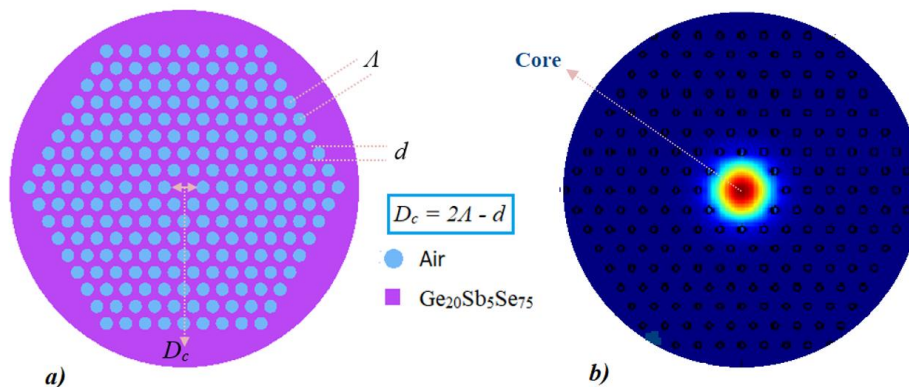 Λ
d
D_c = 2Λ - d
Air
Ge₂₀Sb₅Se₇₅
D_c
a)
Core
b)